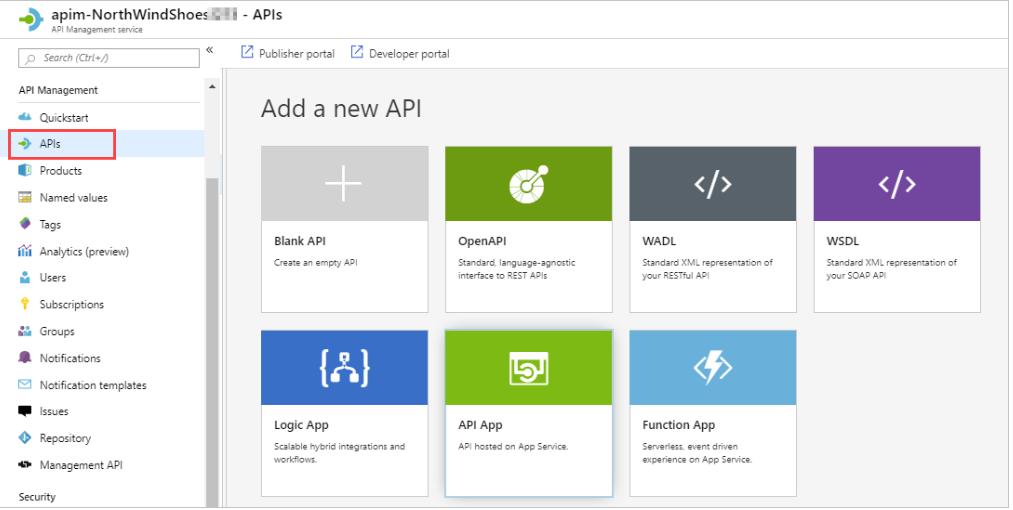 apim-NorthWindShoes - APIs
API Management service
Search (Ctrl+/)
«
Publisher portal
Developer portal
API Management
Quickstart
APIs
Products
Named values
Tags
Analytics (preview)
Users
Subscriptions
Groups
Notifications
Notification templates
Issues
Repository
Management API
Security
Add a new API
Blank API
Create an empty API
OpenAPI
Standard, language-agnostic
interface to REST APIs
WADL
Standard XML representation of
your RESTful API
WSDL
Standard XML representation of
your SOAP API
Logic App
Scalable hybrid integrations and
workflows.
API App
API hosted on App Service.
Function App
Serverless, event driven
experience on App Service.